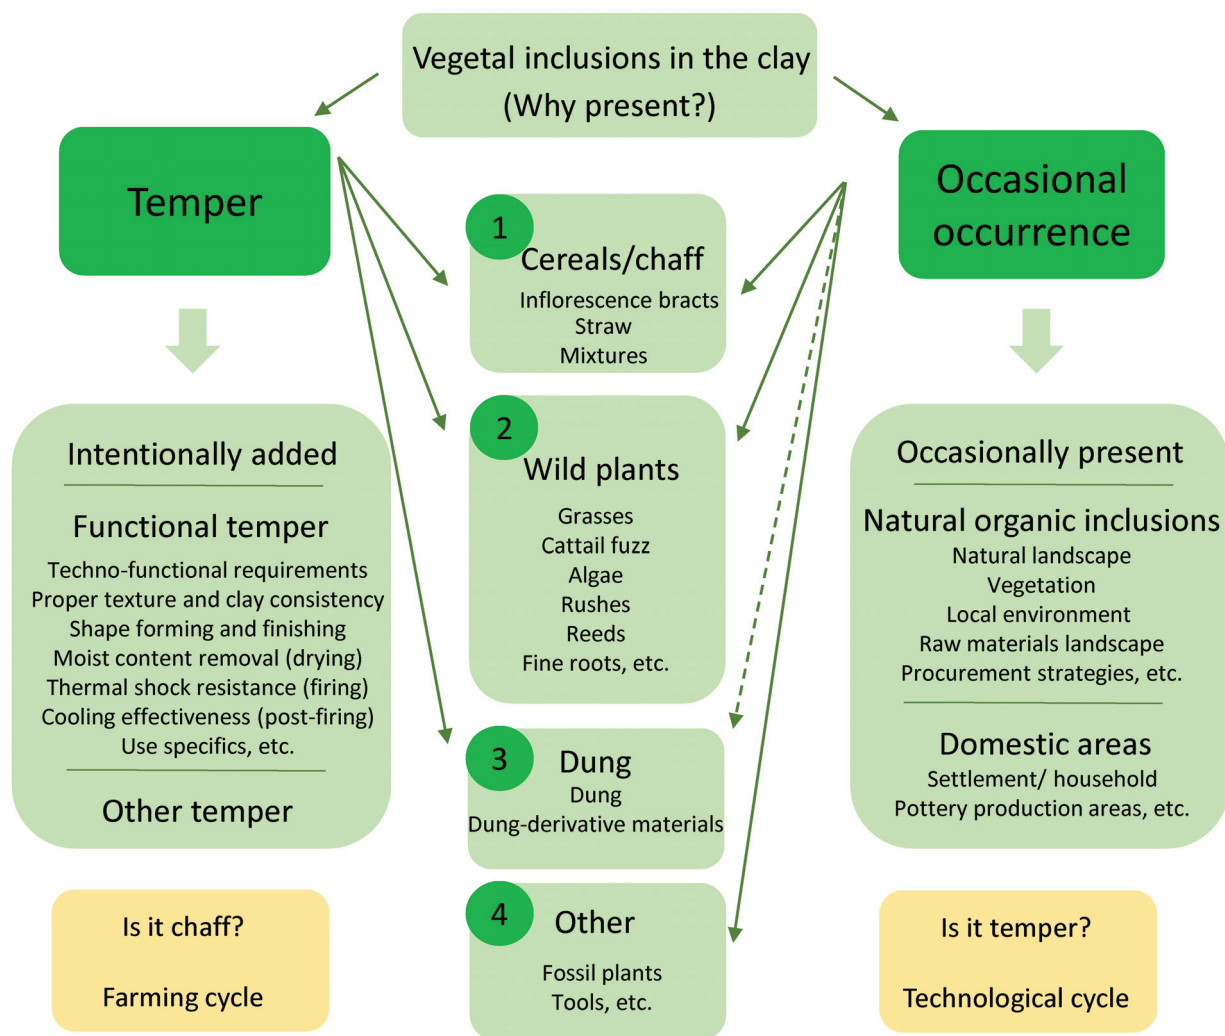 Vegetal inclusions in the clay
(Why present?)
Temper
Occasional
occurrence
1
Cereals/chaff
Inflorescence bracts
Straw
Mixtures
2
Wild plants
Grasses
Cattail fuzz
Algae
Rushes
Reeds
Fine roots, etc.
3
Dung
Dung
Dung-derivative materials
4
Other
Fossil plants
Tools, etc.
Intentionally added
Functional temper
Techno-functional requirements
Proper texture and clay consistency
Shape forming and finishing
Moist content removal (drying)
Thermal shock resistance (firing)
Cooling effectiveness (post-firing)
Use specifics, etc.
Other temper
Occasionally present
Natural organic inclusions
Natural landscape
Vegetation
Local environment
Raw materials landscape
Procurement strategies, etc.
Domestic areas
Settlement/ household
Pottery production areas, etc.
Is it chaff?
Farming cycle
Is it temper?
Technological cycle